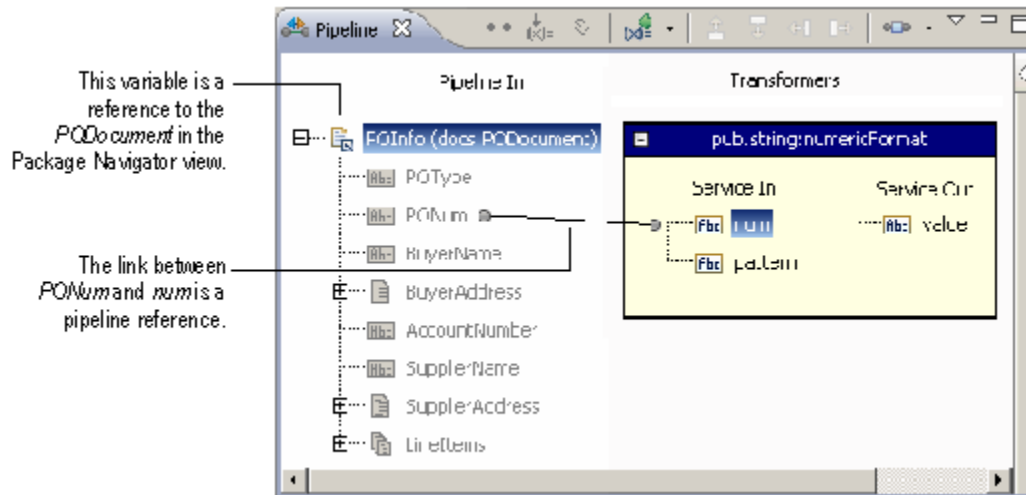 Pipeline
Pipeline In
Transformers
This variable is a
reference to the
PODocument in the
Package Navigator view.
POInfo (docs PODocument)
POType
PONum
BuyerName
BuyerAddress
AccountNumber
SupplierName
SupplierAddress
LineItems
pub.string:numericFormat
Service In
Service Out
num
value
pattern
The link between
PONum and num is a
pipeline reference.